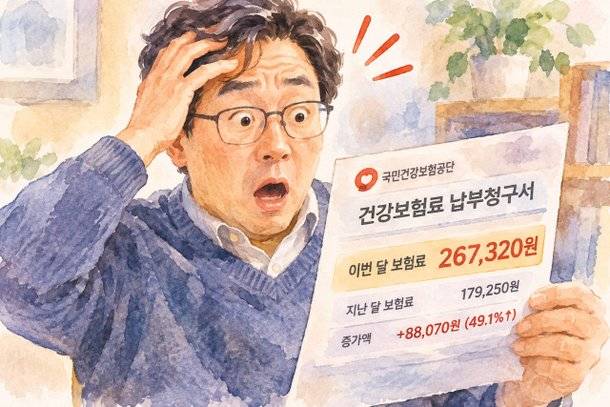 국민건강보험공단
건강보험료 납부청구서
이번 달 보험료 267,320원
지난 달 보험료 179,250원
증가액 +88,070원 (49.1%↑)